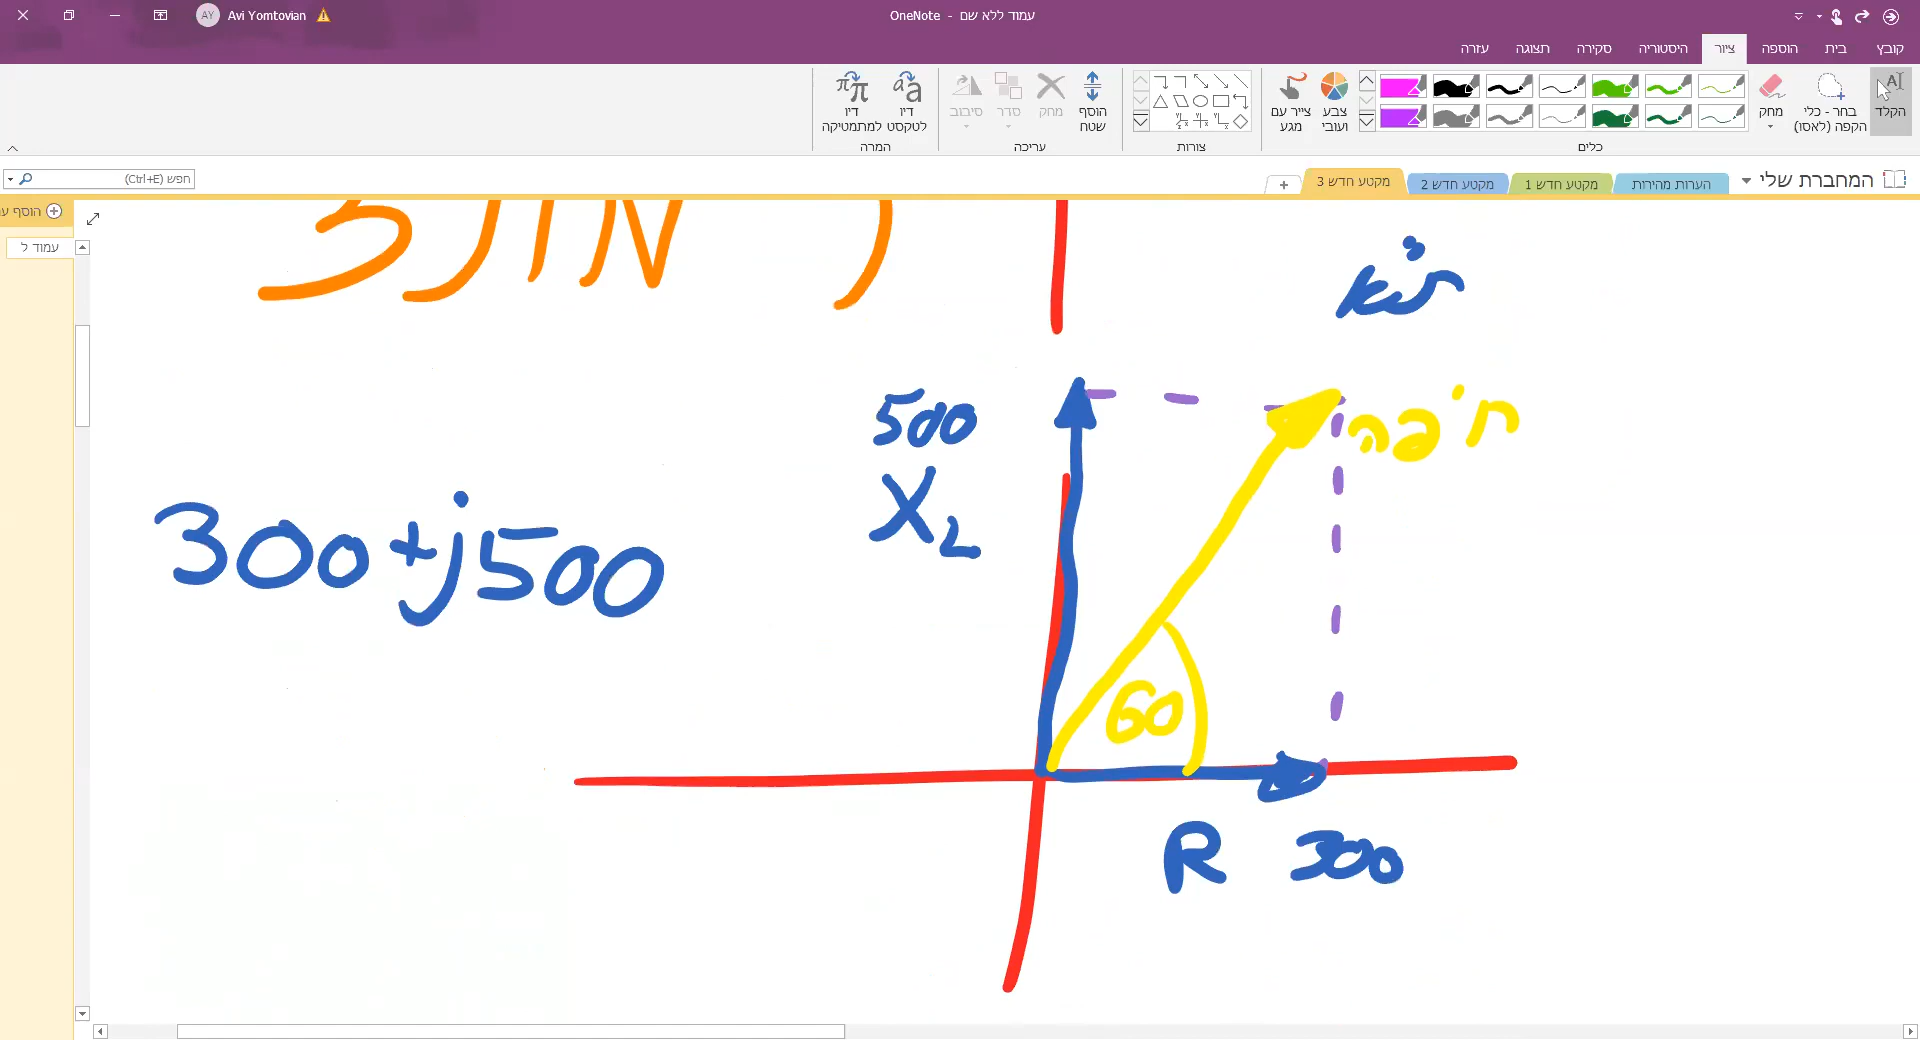 Avi Yomtovian
עמוד ללא שם - OneNote
קובץ
בית
הוספה
ציור
היסטוריה
סקירה
תצוגה
עזרה
הקלד
בחר - כלי הקפה (לאסו)
מחק
צבע ועובי
צייר עם מגע
הוסף שטח
מחק
סדר
סיבוב
דיו לטקסט
דיו למתמטיקה
כלים
צורות
עריכה
המרה
המחברת שלי
הערות מהירות
מקטע חדש 1
מקטע חדש 2
מקטע חדש 3
חפש (Ctrl+E)
הוסף עמ
עמוד ל
500
X
300+j500
60
R 300